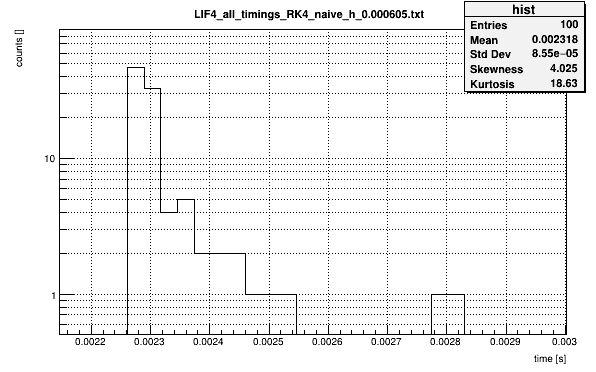 LIF4_all_timings_RK4_naive_h_0.000605.txt
hist
Entries 100
Mean 0.002318
Std Dev 8.55e−05
Skewness 4.025
Kurtosis 18.63
counts []
10
1
0.0022 0.0023 0.0024 0.0025 0.0026 0.0027 0.0028 0.0029 0.003
time [s]